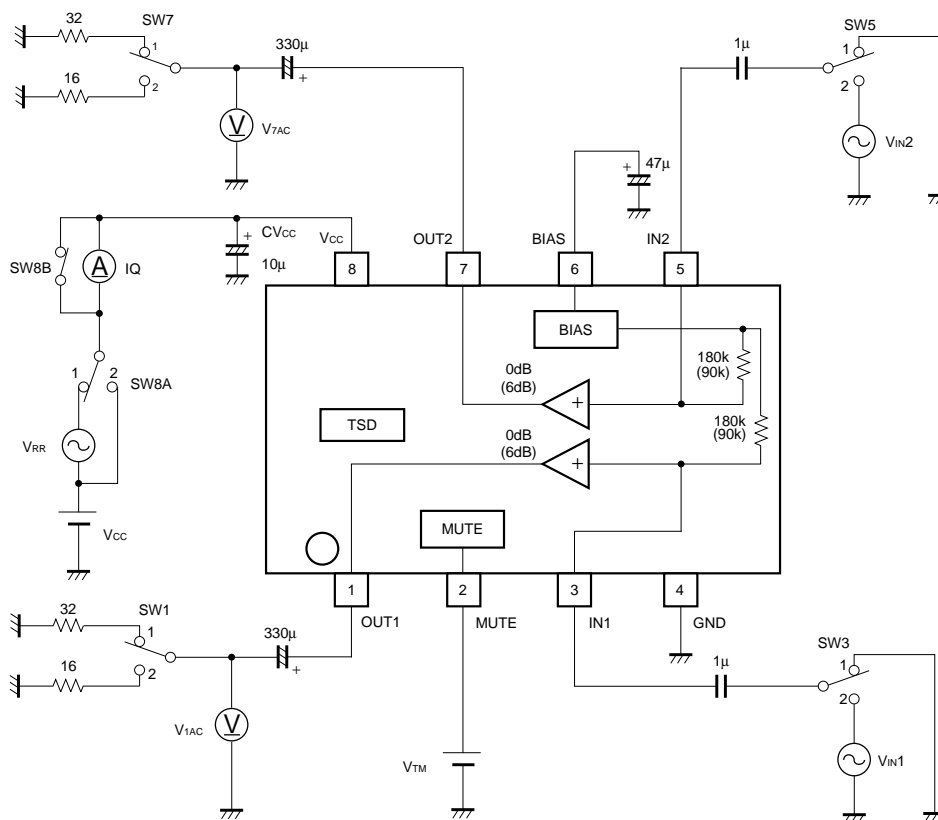 32
SW7
1
2
16
330µ
+
V
V7AC
1µ
SW5
1
2
VIN2
+
47µ
SW8B
A
IQ
+
CVCC
10µ
VCC
OUT2
BIAS
IN2
8
7
6
5
BIAS
180k
(90k)
0dB
(6dB)
+
180k
(90k)
TSD
0dB
(6dB)
+
1
2
SW8A
VRR
VCC
MUTE
1
2
3
4
OUT1
MUTE
IN1
GND
32
SW1
1
2
16
330µ
+
V
V1AC
VTM
1µ
SW3
1
2
VIN1